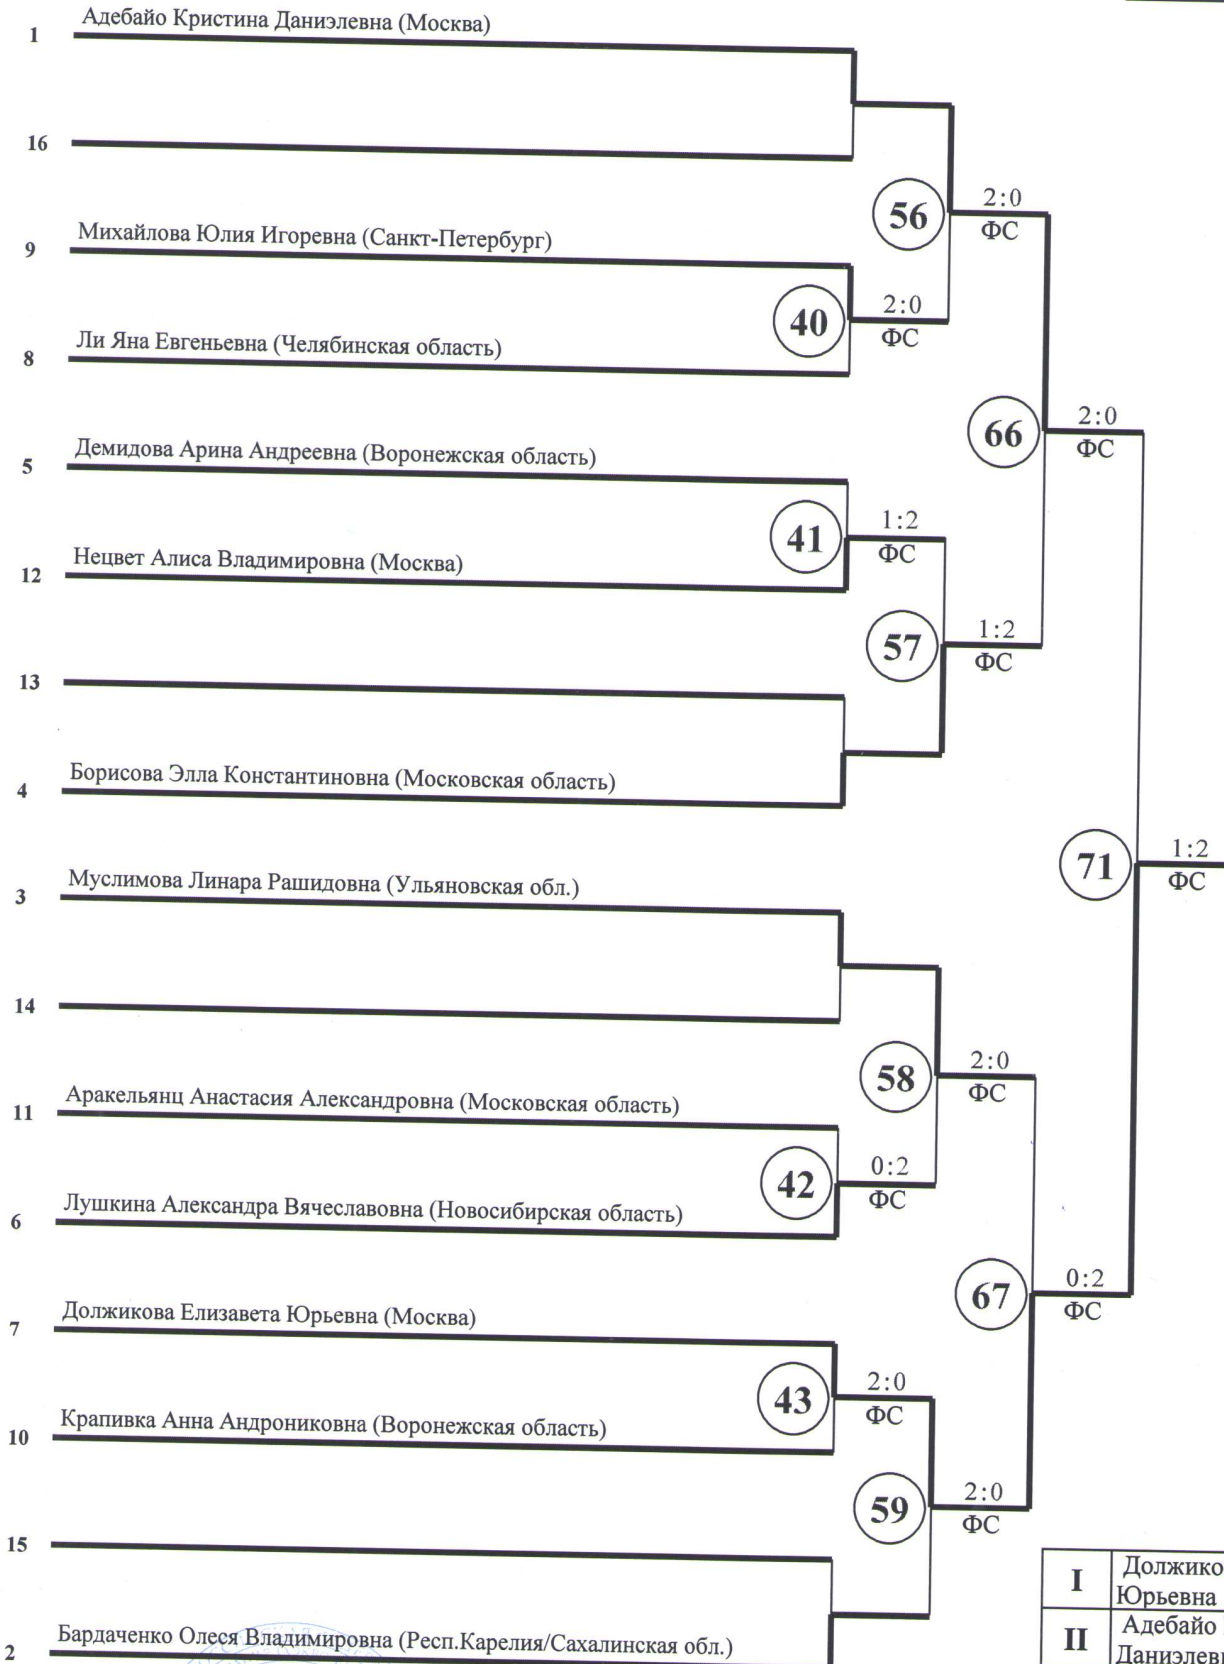 Адебайо Кристина Даниэлевна (Москва)
1
16
56
2:0
ФС
Михайлова Юлия Игоревна (Санкт-Петербург)
9
40
2:0
ФС
Ли Яна Евгеньевна (Челябинская область)
8
66
2:0
ФС
Демидова Арина Андреевна (Воронежская область)
5
41
1:2
ФС
Нецвет Алиса Владимировна (Москва)
12
57
1:2
ФС
13
Борисова Элла Константиновна (Московская область)
4
71
1:2
ФС
Муслимова Линара Рашидовна (Ульяновская обл.)
3
14
58
2:0
ФС
Аракельянц Анастасия Александровна (Московская область)
11
42
0:2
ФС
Лушкина Александра Вячеславовна (Новосибирская область)
6
67
0:2
ФС
Должикова Елизавета Юрьевна (Москва)
7
43
2:0
ФС
Крапивка Анна Андрониковна (Воронежская область)
10
59
2:0
ФС
15
I Должико
Юрьевна
Бардаченко Олеся Владимировна (Респ.Карелия/Сахалинская обл.)
2
II Адебайо
Даниэлевн